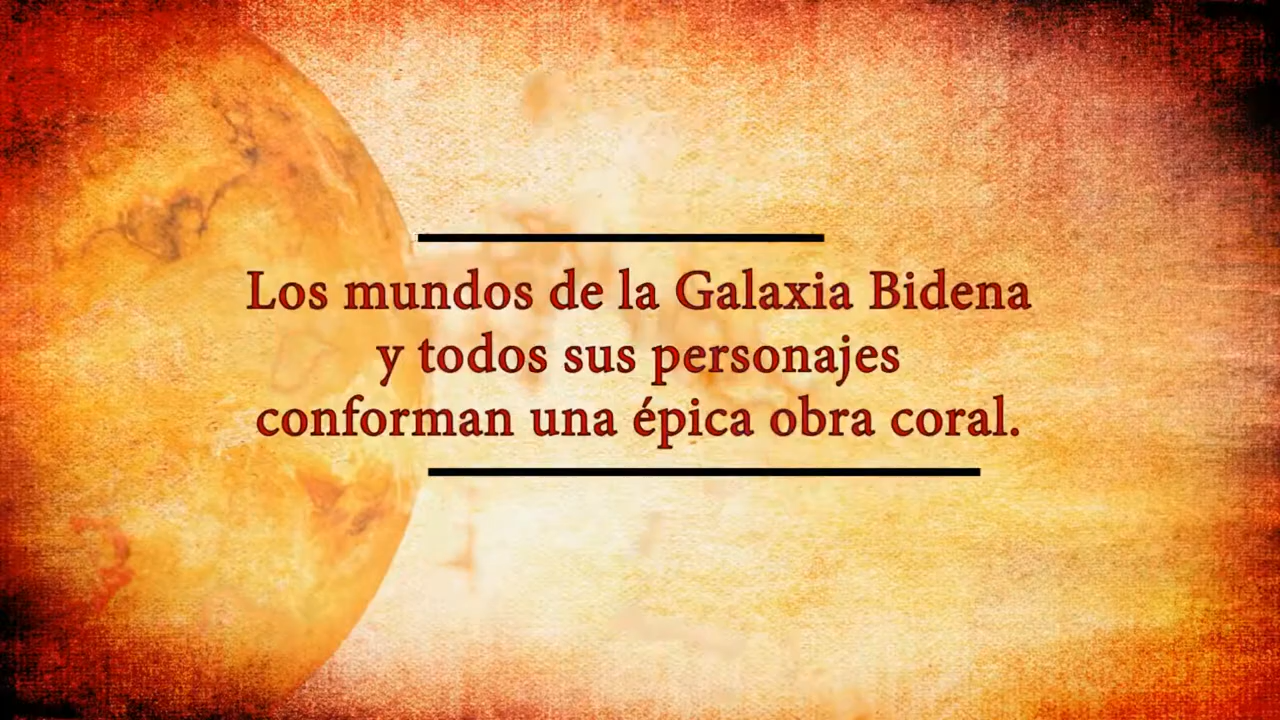 Los mundos de la Galaxia Bidena
y todos sus personajes
conforman una épica obra coral.